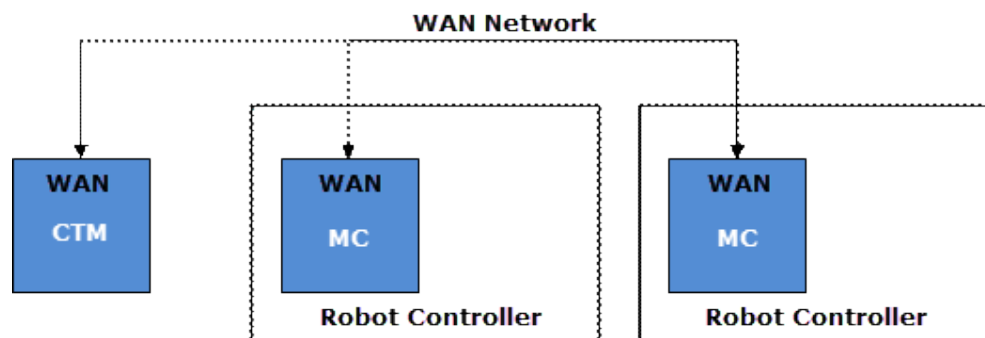 WAN Network
WAN
CTM
WAN
MC
Robot Controller
WAN
MC
Robot Controller